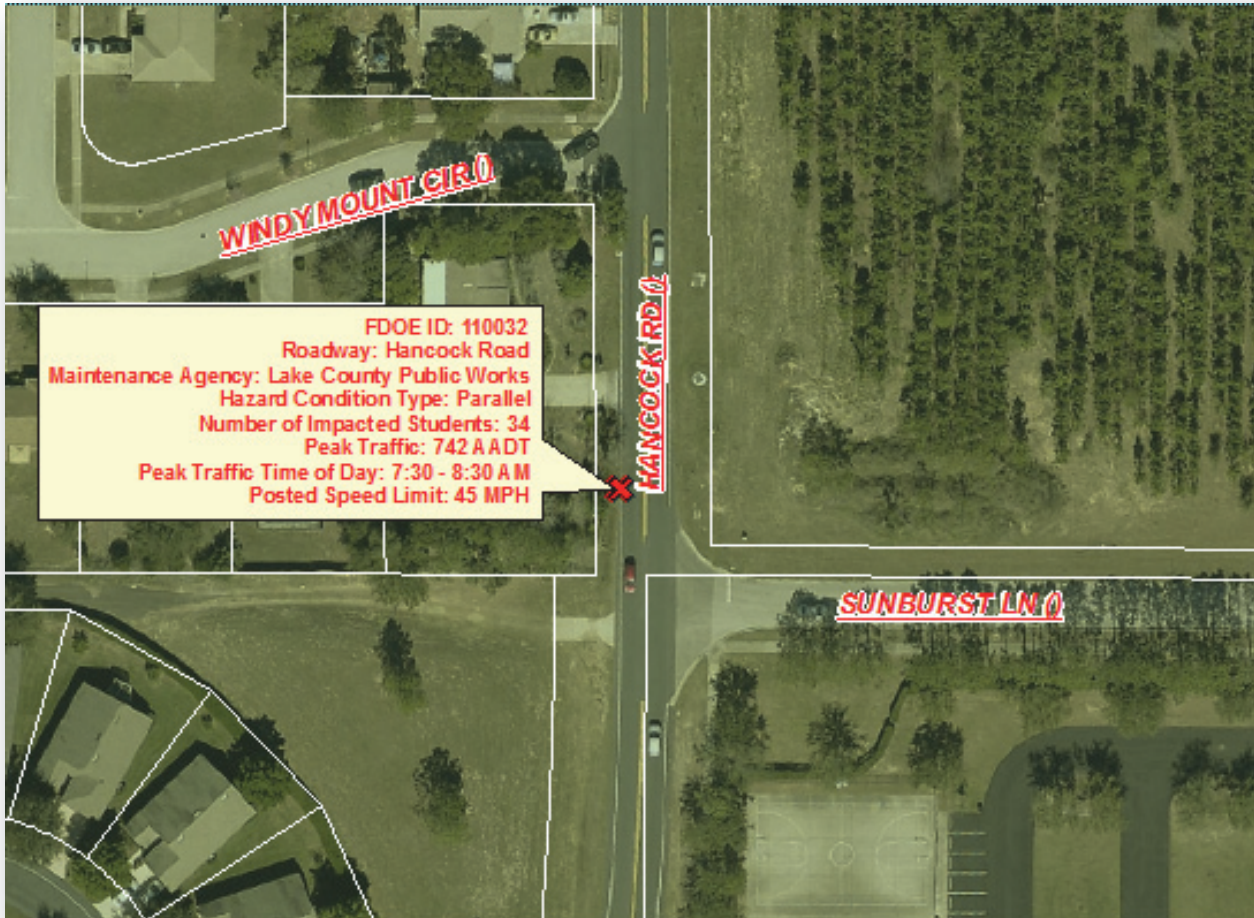 WINDY MOUNT CIR ()
FDOE ID: 110032
Roadway: Hancock Road
Maintenance Agency: Lake County Public Works
Hazard Condition Type: Parallel
Number of Impacted Students: 34
Peak Traffic: 742 AADT
Peak Traffic Time of Day: 7:30 - 8:30 AM
Posted Speed Limit: 45 MPH
HANCOCK RD ()
SUNBURST LN ()